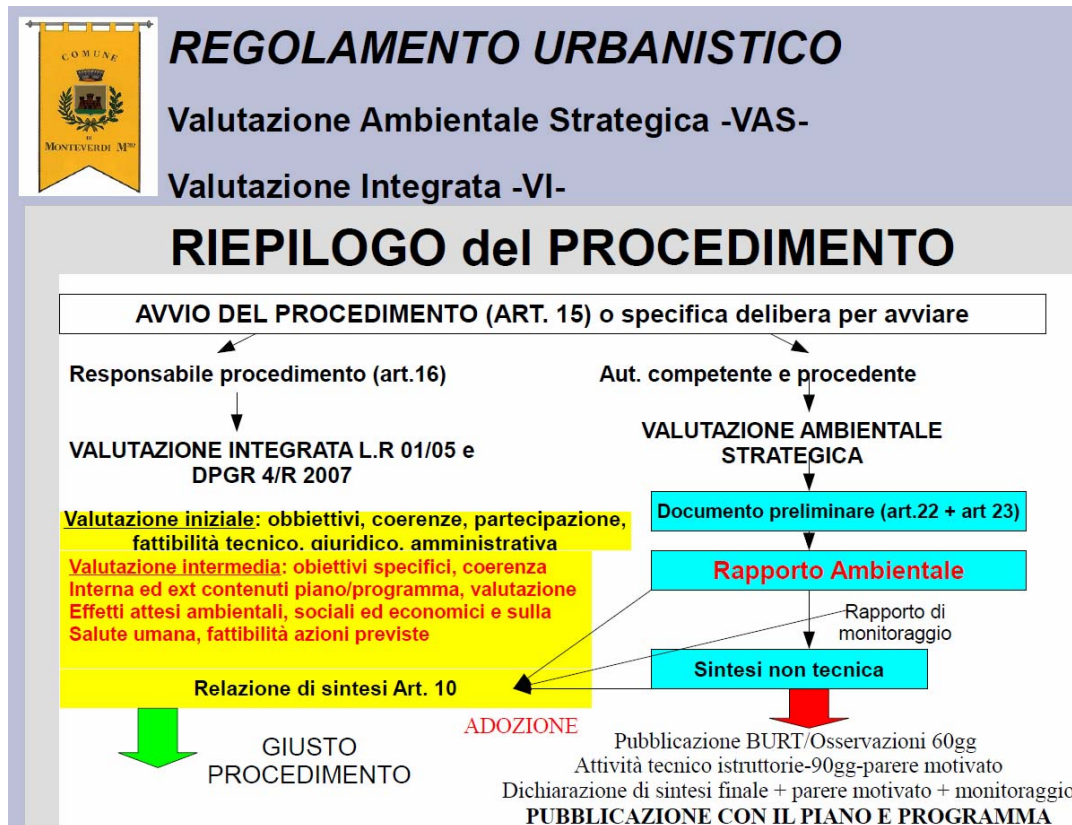 COMUNE
DI
MONTEVERDI Mmo
REGOLAMENTO URBANISTICO
Valutazione Ambientale Strategica -VAS-
Valutazione Integrata -VI-
RIEPILOGO del PROCEDIMENTO
AVVIO DEL PROCEDIMENTO (ART. 15) o specifica delibera per avviare
Responsabile procedimento (art.16)
Aut. competente e procedente
VALUTAZIONE INTEGRATA L.R 01/05 e
DPGR 4/R 2007
VALUTAZIONE AMBIENTALE
STRATEGICA
Valutazione iniziale: obbiettivi, coerenze, partecipazione,
fattibilità tecnico, giuridico, amministrativa
Valutazione intermedia: obiettivi specifici, coerenza
Interna ed ext contenuti piano/programma, valutazione
Effetti attesi ambientali, sociali ed economici e sulla
Salute umana, fattibilità azioni previste
Relazione di sintesi Art. 10
Documento preliminare (art.22 + art 23)
Rapporto Ambientale
Rapporto di
monitoraggio
Sintesi non tecnica
ADOZIONE
GIUSTO
PROCEDIMENTO
Pubblicazione BURT/Osservazioni 60gg
Attività tecnico istruttorie-90gg-parere motivato
Dichiarazione di sintesi finale + parere motivato + monitoraggio
PUBBLICAZIONE CON IL PIANO E PROGRAMMA